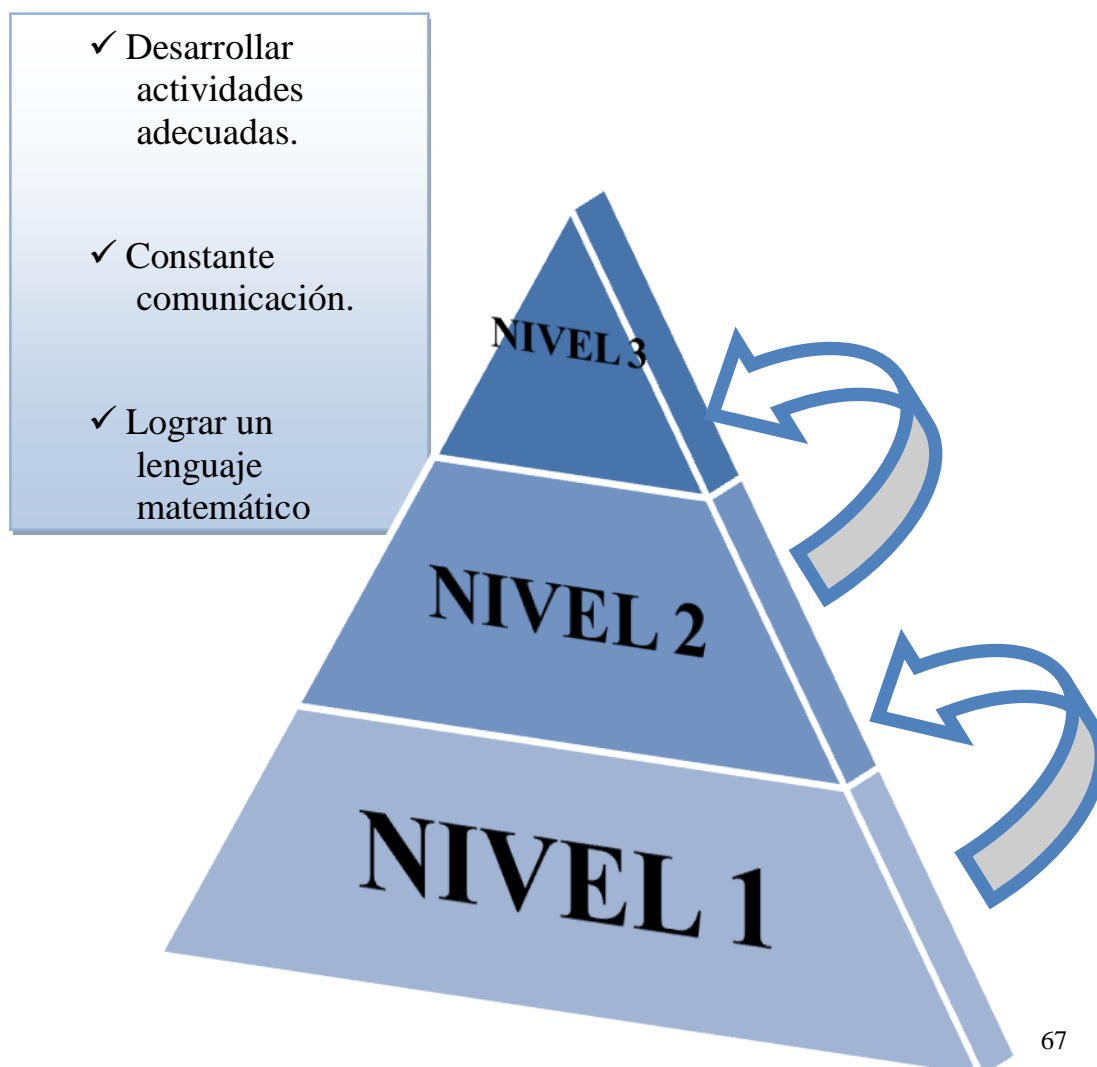 ✓ Desarrollar
actividades
adecuadas.
✓ Constante
comunicación.
✓ Lograr un
lenguaje
matemático
NIVEL 3
NIVEL 2
NIVEL 1
67